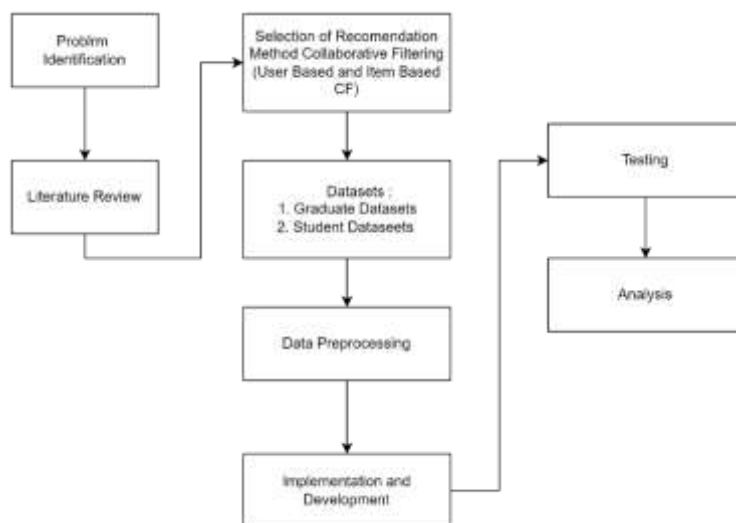 Problrm
Identification
Literature Review
Selection of Recomendation
Method Collaborative Filtering
(User Based and Item Based
CF)
Datasets :
1. Graduate Datasets
2. Student Dataseets
Data Preprocessing
Implementation and
Development
Testing
Analysis